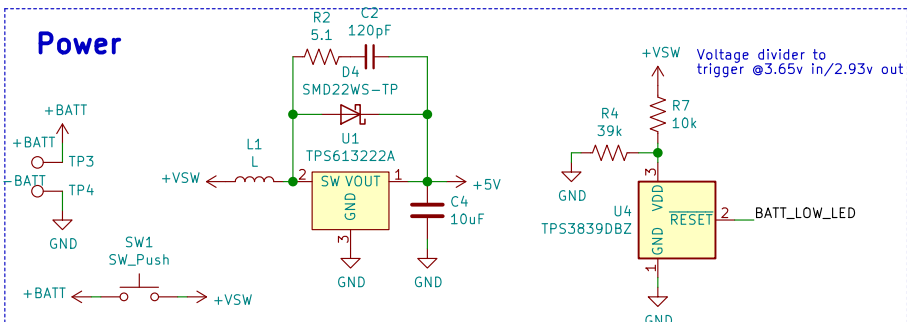 Power
R2
5.1
C2
120pF
D4
SMD22WS-TP
U1
TPS613222A
L1
L
+VSW
2
SW
VOUT
1
GND
3
GND
+5V
C4
10uF
GND
+BATT
+BATT
TP3
-BATT
TP4
GND
SW1
SW_Push
+BATT
+VSW
+VSW
Voltage divider to
trigger @3.65v in/2.93v out
R7
10k
R4
39k
GND
3
VDD
U4
TPS3839DBZ
RESET
2
BATT_LOW_LED
GND
1
GND